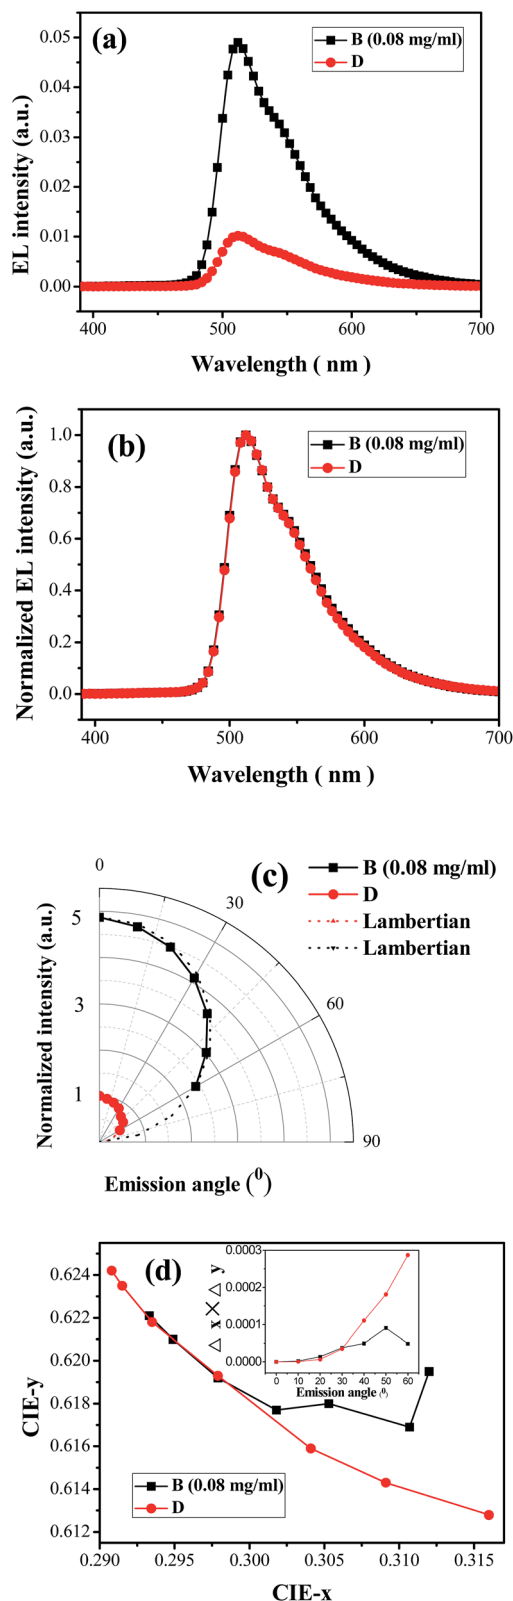 (a)
B (0.08 mg/ml)
D
0.05
0.04
0.03
0.02
0.01
0.00
EL intensity (a.u.)
400 500 600 700
Wavelength ( nm )
(b)
B (0.08 mg/ml)
D
1.0
0.8
0.6
0.4
0.2
0.0
Normalized EL intensity (a.u.)
400 500 600 700
Wavelength ( nm )
(c)
B (0.08 mg/ml)
D
Lambertian
Lambertian
0
30
60
90
5
3
1
Normalized intensity (a.u.)
Emission angle (0)
(d)
0.624
0.622
0.620
0.618
0.616
0.614
0.612
CIE-y
0.0003
0.0002
0.0001
0.0000
△ x × △ y
0 10 20 30 40 50 60
Emission angle (0)
B (0.08 mg/ml)
D
0.290 0.295 0.300 0.305 0.310 0.315
CIE-x